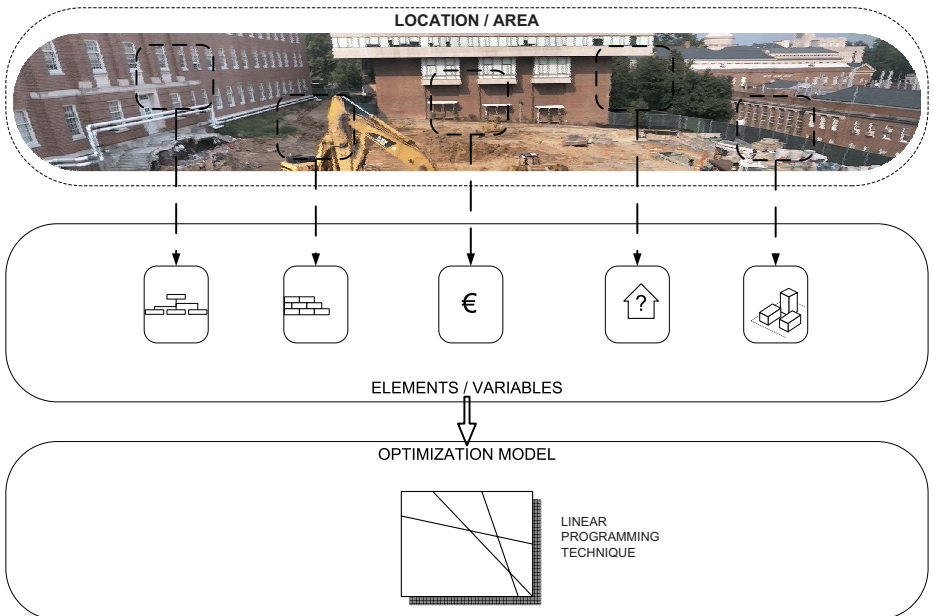 LOCATION / AREA
€
?
ELEMENTS / VARIABLES
OPTIMIZATION MODEL
LINEAR
PROGRAMMING
TECHNIQUE